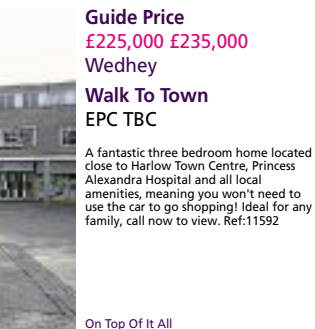 Guide Price
£225,000 £235,000
Wedhey
Walk To Town
EPC TBC
A fantastic three bedroom home located
close to Harlow Town Centre, Princess
Alexandra Hospital and all local
amenities, meaning you won't need to
use the car to go shopping! Ideal for any
family, call now to view. Ref:11592
On Top Of It All